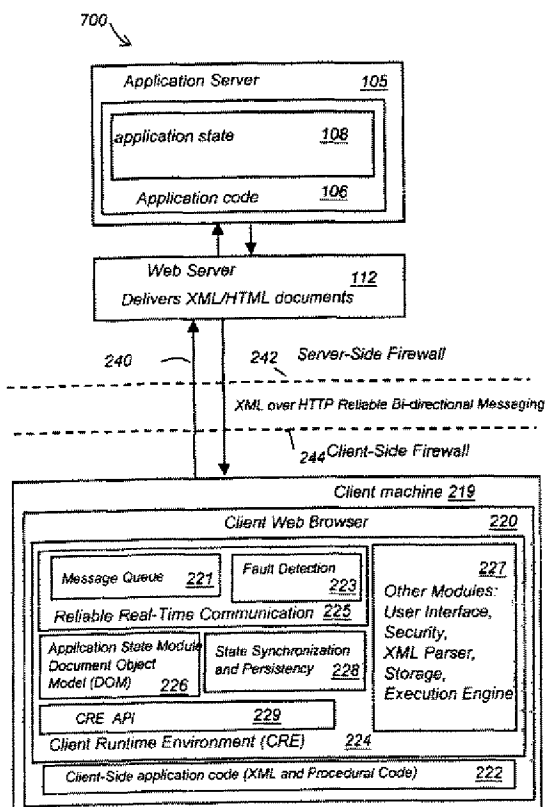 700
Application Server 105
application state 108
Application code 106
Web Server 112
Delivers XML/HTML documents
240
242 Server-Side Firewall
XML over HTTP Reliable Bi-directional Messaging
244 Client-Side Firewall
Client machine 219
Client Web Browser 220
Message Queue 221
Fault Detection 223
Reliable Real-Time Communication 225
227
Other Modules:
User Interface,
Security,
XML Parser,
Storage,
Execution Engine
Application State Module
Document Object
Model (DOM) 226
State Synchronization
and Persistency 228
CRE API 229
Client Runtime Environment (CRE) 224
Client-Side application code (XML and Procedural Code) 222